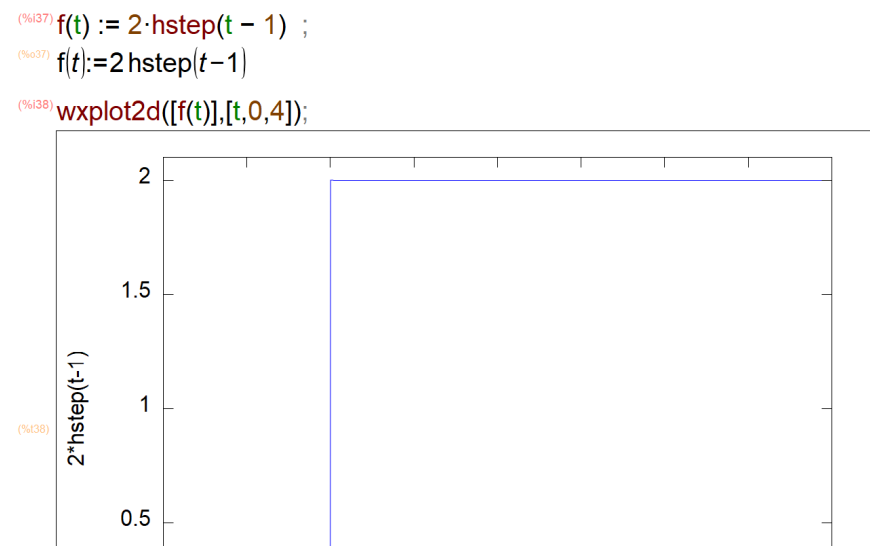 (%i37) f(t) := 2·hstep(t − 1) ;
(%o37) f(t):=2 hstep(t−1)
(%i38) wxplot2d([f(t)],[t,0,4]);
2
1.5
1
0.5
2*hstep(t-1)
(%t38)